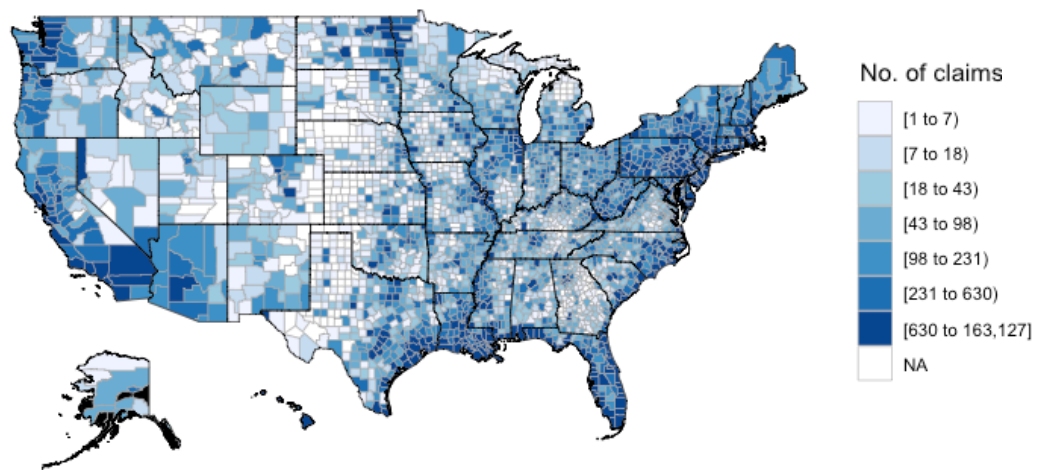 No. of claims
[1 to 7)
[7 to 18)
[18 to 43)
[43 to 98)
[98 to 231)
[231 to 630)
[630 to 163,127]
NA